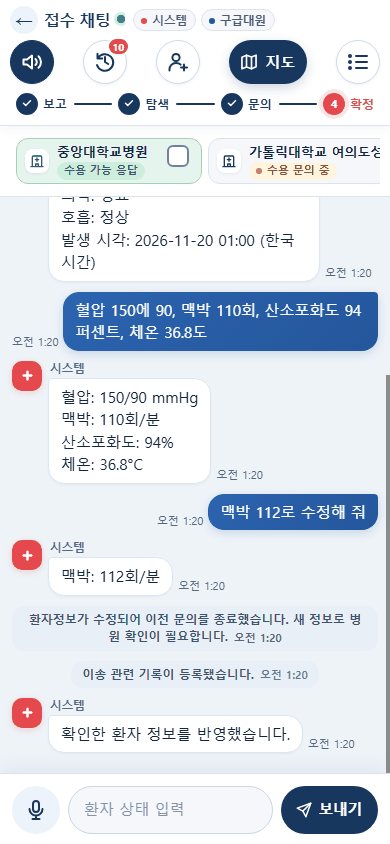 접수 채팅
시스템
구급대원
10
지도
보고
탐색
문의
4 확정
중앙대학교병원
수용 가능 응답
가톨릭대학교 여의도성
수용 문의 중
호흡: 정상
발생 시각: 2026-11-20 01:00 (한국
시간)
오전 1:20
혈압 150에 90, 맥박 110회, 산소포화도 94
퍼센트, 체온 36.8도
오전 1:20
시스템
혈압: 150/90 mmHg
맥박: 110회/분
산소포화도: 94%
체온: 36.8°C
오전 1:20
맥박 112로 수정해 줘
오전 1:20
시스템
맥박: 112회/분
오전 1:20
환자정보가 수정되어 이전 문의를 종료했습니다. 새 정보로 병
원 확인이 필요합니다. 오전 1:20
이송 관련 기록이 등록됐습니다. 오전 1:20
시스템
확인한 환자 정보를 반영했습니다.
오전 1:20
환자 상태 입력
보내기